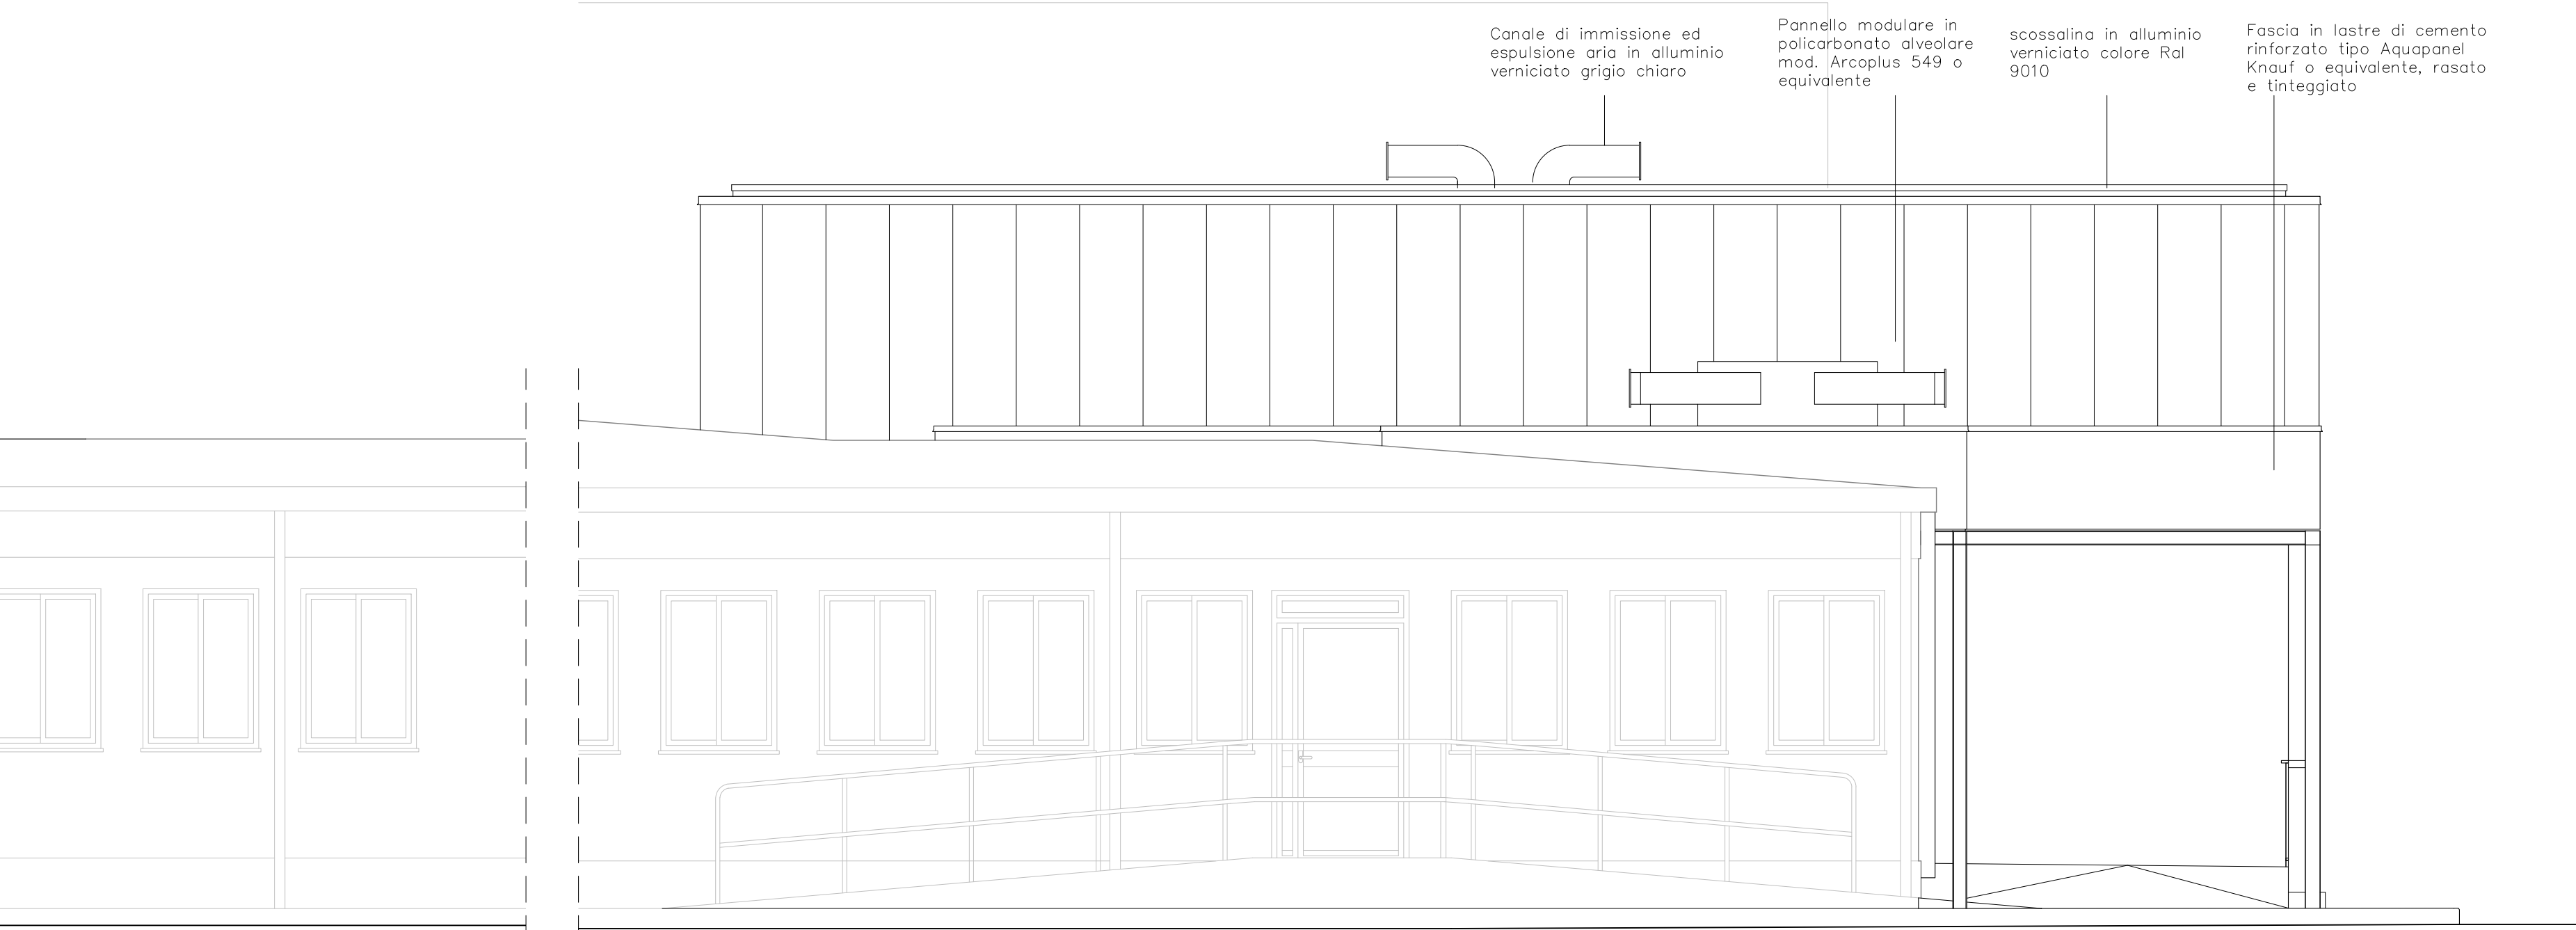 Canale di immissione ed
espulsione aria in alluminio
verniciato grigio chiaro
Pannello modulare in
policarbonato alveolare
mod. Arcoplus 549 o
equivalente
scossalina in alluminio
verniciato colore Ral
9010
Fascia in lastre di cemento
rinforzato tipo Aquapanel
Knauf o equivalente, rasato
e tinteggiato